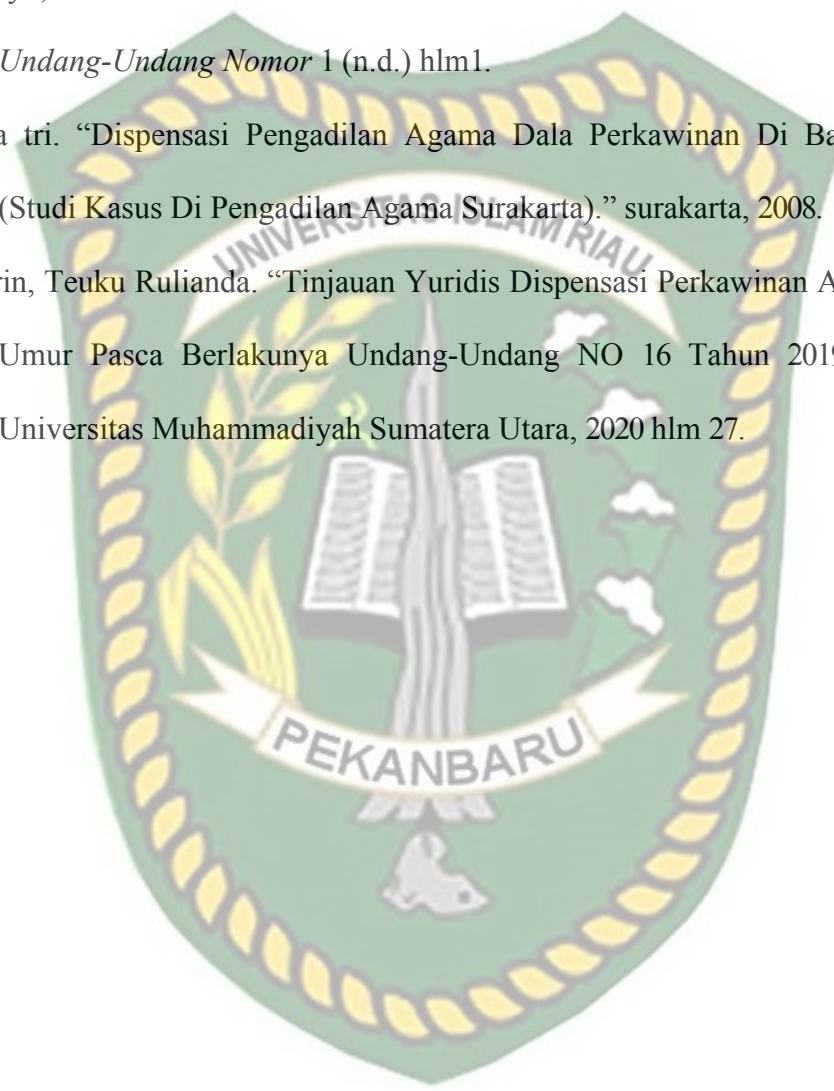 Undang-Undang Nomor 1 (n.d.) hlm1.
a tri. “Dispensasi Pengadilan Agama Dala Perkawinan Di Ba
(Studi Kasus Di Pengadilan Agama Surakarta).” surakarta, 2008.
UNIVERSITAS ISLAM RIAU
rin, Teuku Rulianda. “Tinjauan Yuridis Dispensasi Perkawinan A
Umur Pasca Berlakunya Undang-Undang NO 16 Tahun 2019
Universitas Muhammadiyah Sumatera Utara, 2020 hlm 27.
PEKANBARU